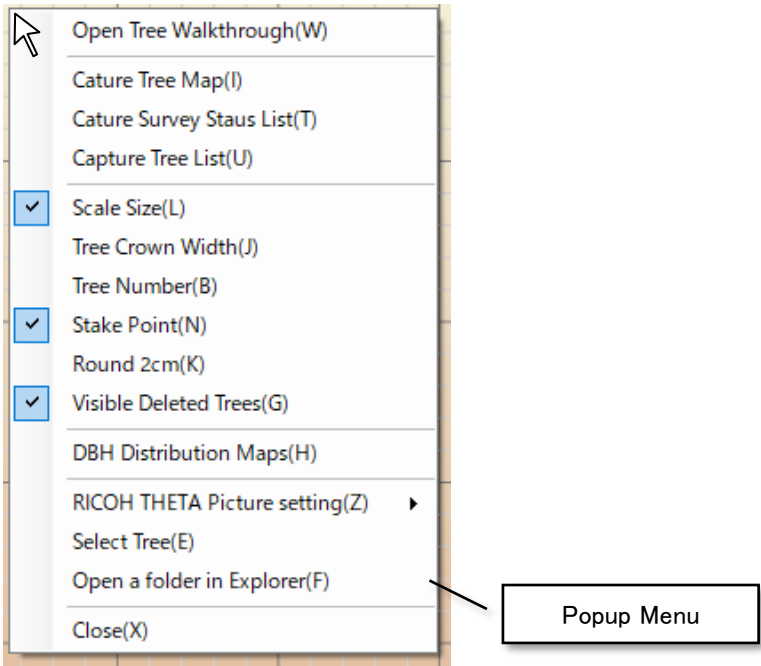 Open Tree Walkthrough(W)
Cature Tree Map(I)
Cature Survey Staus List(T)
Capture Tree List(U)
Scale Size(L)
Tree Crown Width(J)
Tree Number(B)
Stake Point(N)
Round 2cm(K)
Visible Deleted Trees(G)
DBH Distribution Maps(H)
RICOH THETA Picture setting(Z)
Select Tree(E)
Open a folder in Explorer(F)
Close(X)
Popup Menu